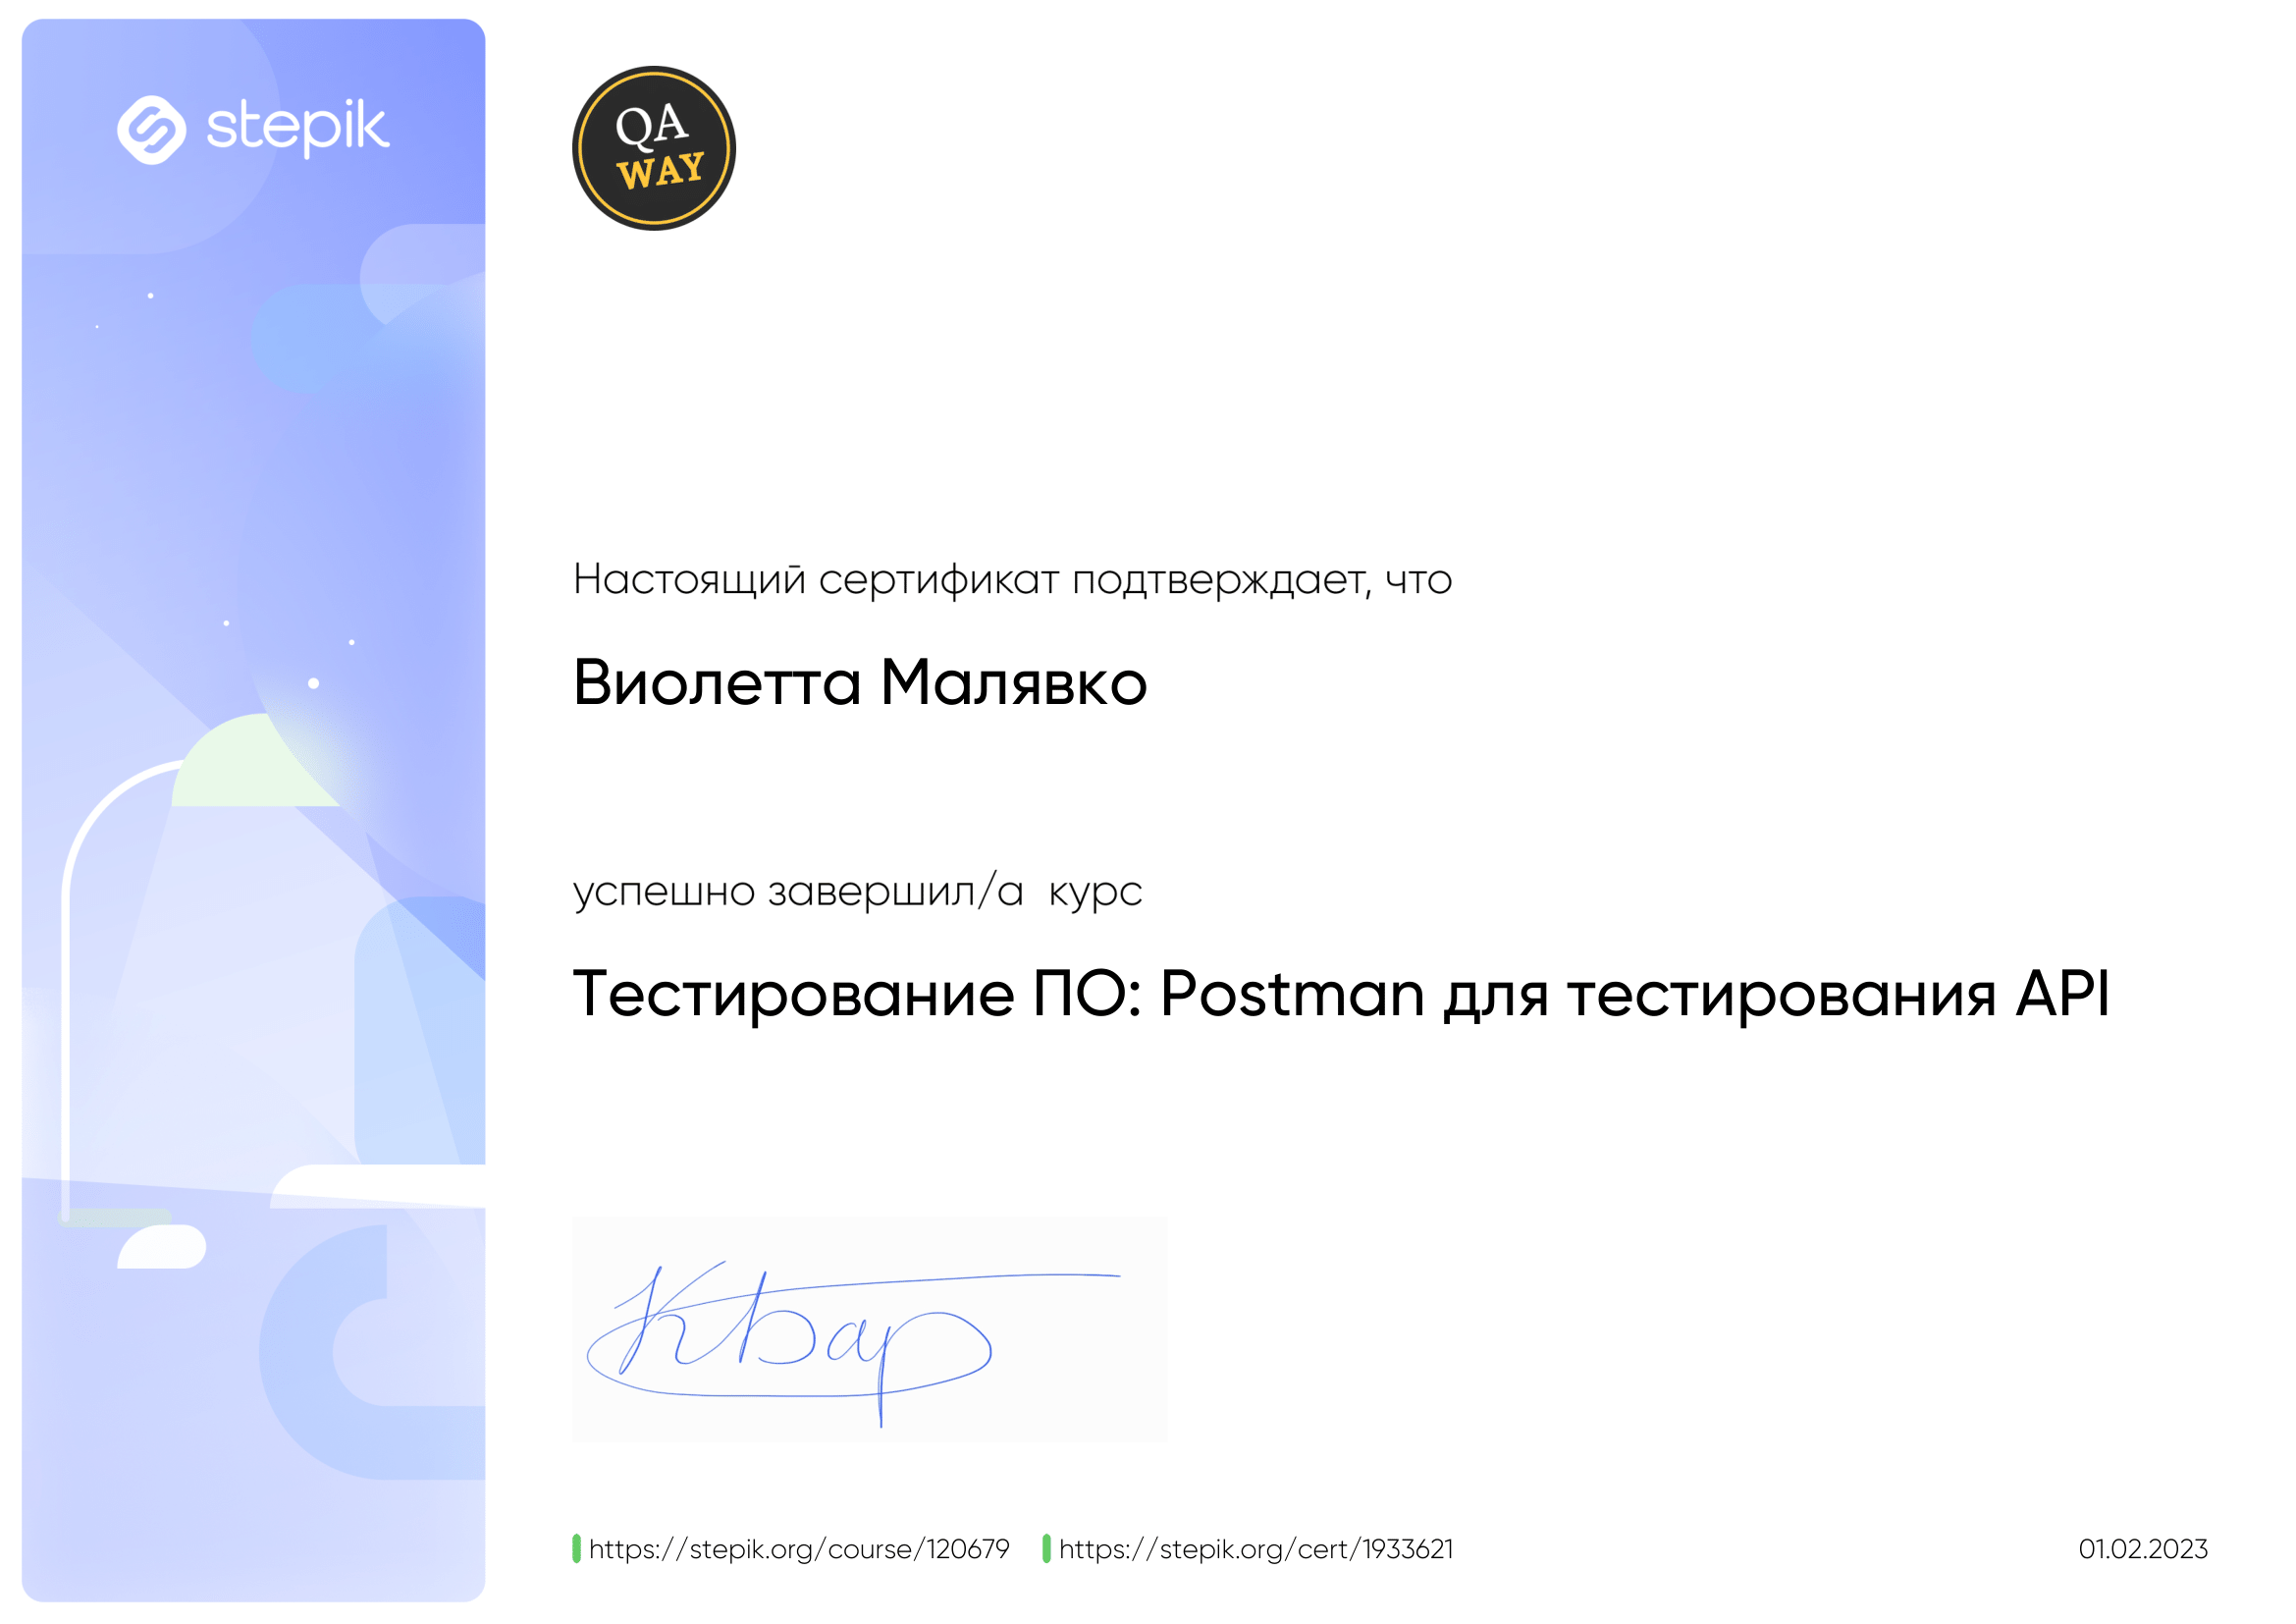 stepik
QA
WAY
Настоящий сертификат подтверждает, что
Виолетта Малявко
успешно завершил/а курс
Тестирование ПО: Postman для тестирования API
КБар
https://stepik.org/course/120679 https://stepik.org/cert/1933621 01.02.2023